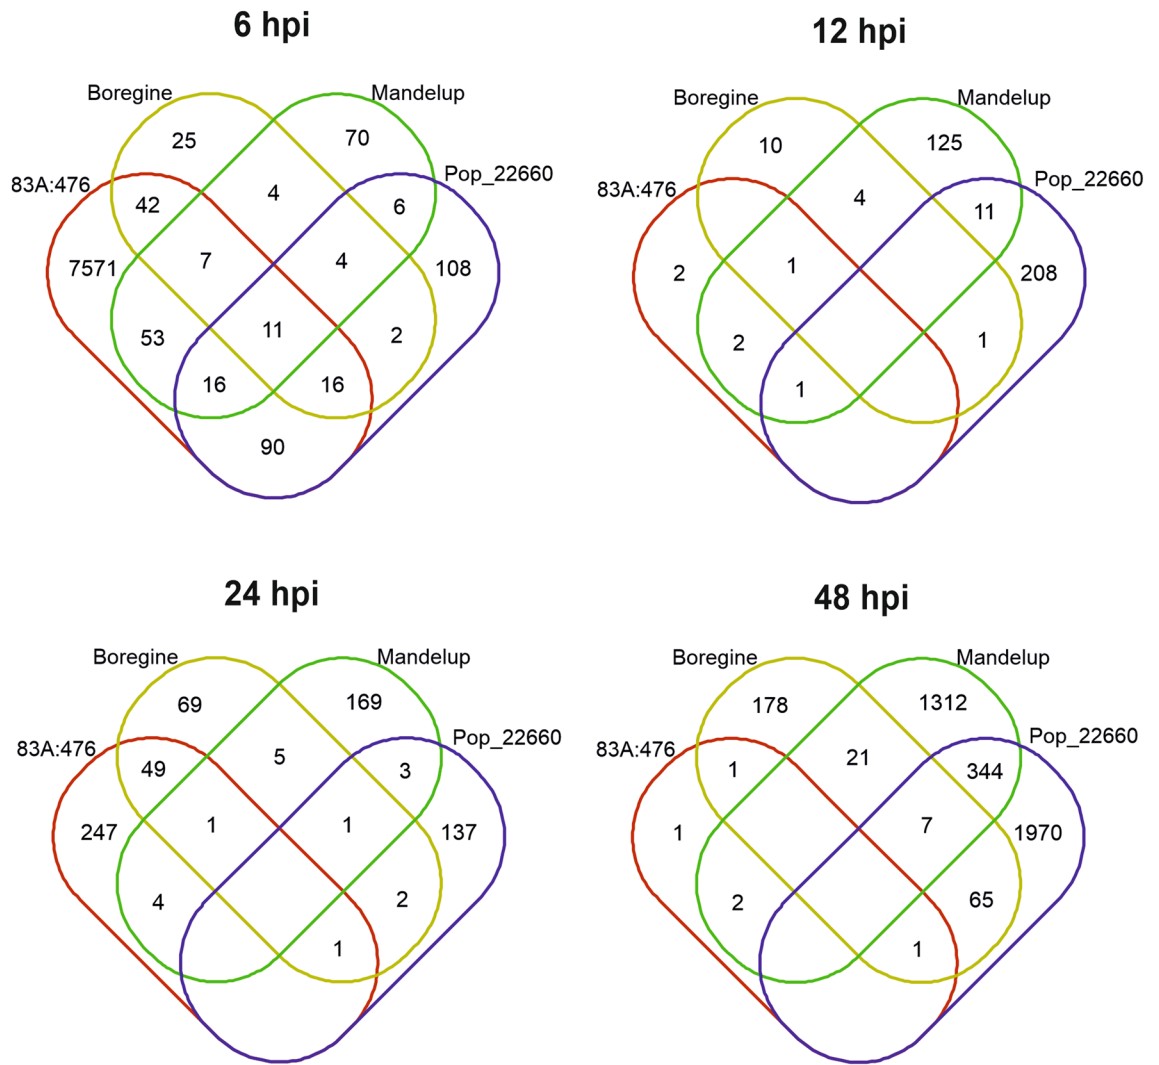 6 hpi
Boregine
Mandelup
83A:476
Pop_22660
25
70
42
4
6
7571
7
4
108
53
11
2
16
16
90
12 hpi
Boregine
Mandelup
83A:476
Pop_22660
10
125
4
11
2
1
208
2
1
1
24 hpi
Boregine
Mandelup
83A:476
Pop_22660
69
169
49
5
3
247
1
1
137
4
2
1
48 hpi
Boregine
Mandelup
83A:476
Pop_22660
178
1312
1
21
344
1
7
1970
2
65
1